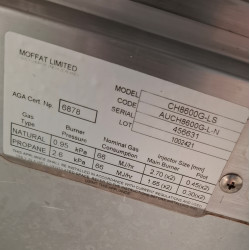 MOFFAT LIMITED
MODEL CH8600G-LS
CODE AUCH8600G-L-N
SERIAL 456631
LOT 1002421
AGA Cert. No. 6878
Gas Type Burner Pressure Nominal Gas Consumption Injector Size [mm]
Main Burner Pilot
NATURAL 0.95 kPa 66 MJ/hr 2.70 (x2) 0.45(x2)
PROPANE 2.6 kPa 66 MJ/hr 1.65 (x2) 0.30(x2)